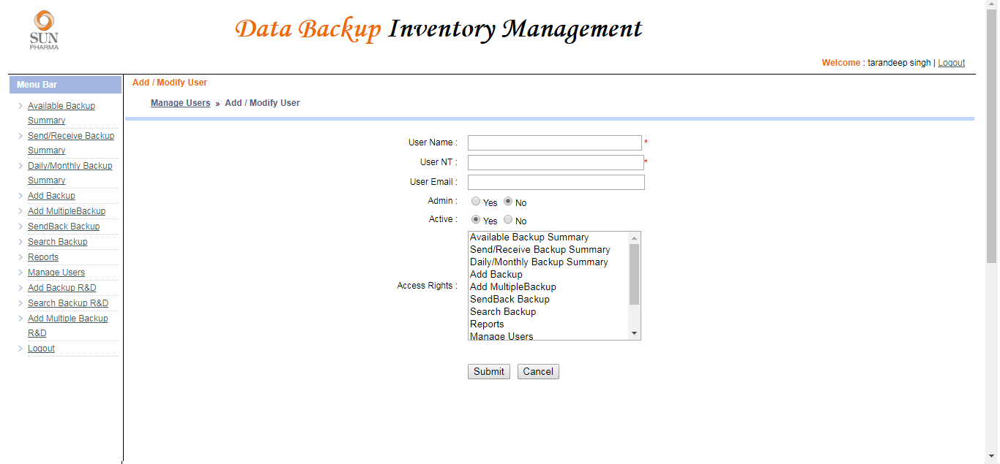 SUN
PHARMA
Data Backup Inventory Management
Welcome : tarandeep singh | Logout
Menu Bar
Available Backup
Summary
Send/Receive Backup
Summary
Daily/Monthly Backup
Summary
Add Backup
Add MultipleBackup
SendBack Backup
Search Backup
Reports
Manage Users
Add Backup R&D
Search Backup R&D
Add Multiple Backup
R&D
Logout
Add / Modify User
Manage Users » Add / Modify User
User Name : *
User NT : *
User Email :
Admin : Yes No
Active : Yes No
Access Rights :
Available Backup Summary
Send/Receive Backup Summary
Daily/Monthly Backup Summary
Add Backup
Add MultipleBackup
SendBack Backup
Search Backup
Reports
Manage Users
Submit Cancel